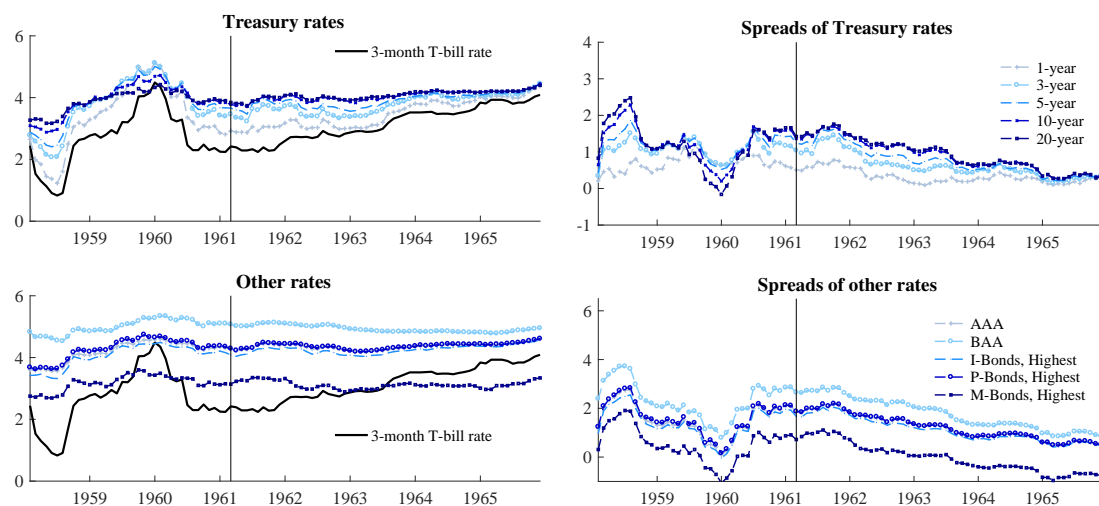 Treasury rates
6
4
2
0
3-month T-bill rate
1959 1960 1961 1962 1963 1964 1965
Spreads of Treasury rates
4
3
2
1
0
-1
1-year
3-year
5-year
10-year
20-year
1959 1960 1961 1962 1963 1964 1965
Other rates
6
4
2
0
3-month T-bill rate
1959 1960 1961 1962 1963 1964 1965
Spreads of other rates
6
4
2
0
AAA
BAA
I-Bonds, Highest
P-Bonds, Highest
M-Bonds, Highest
1959 1960 1961 1962 1963 1964 1965